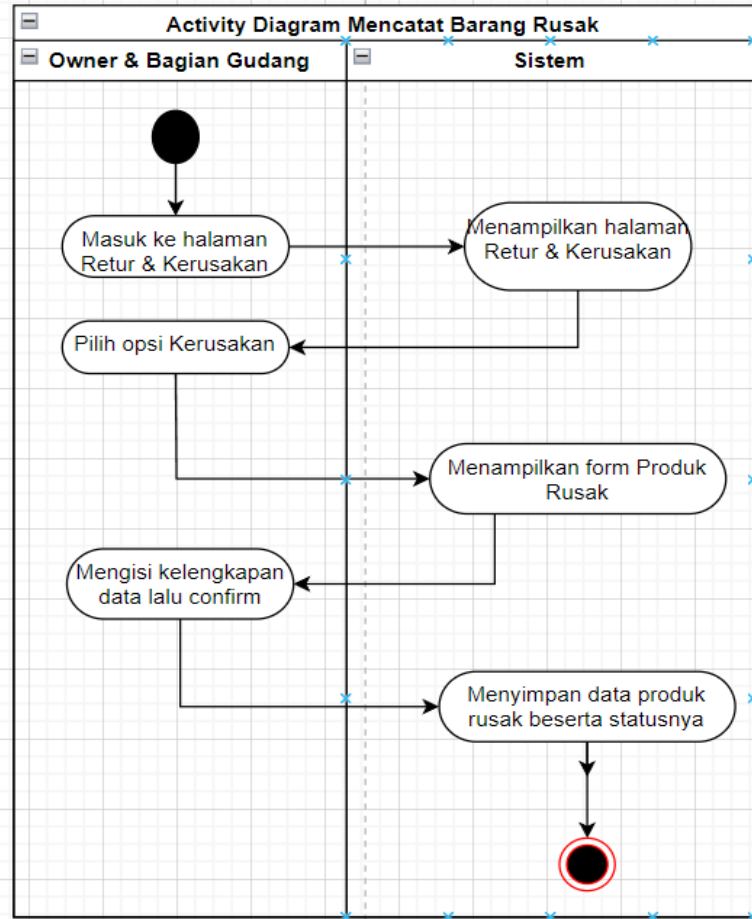 Activity Diagram Mencatat Barang Rusak
Owner & Bagian Gudang
Sistem
Masuk ke halaman
Retur & Kerusakan
Menampilkan halaman
Retur & Kerusakan
Pilih opsi Kerusakan
Menampilkan form Produk
Rusak
Mengisi kelengkapan
data lalu confirm
Menyimpan data produk
rusak beserta statusnya